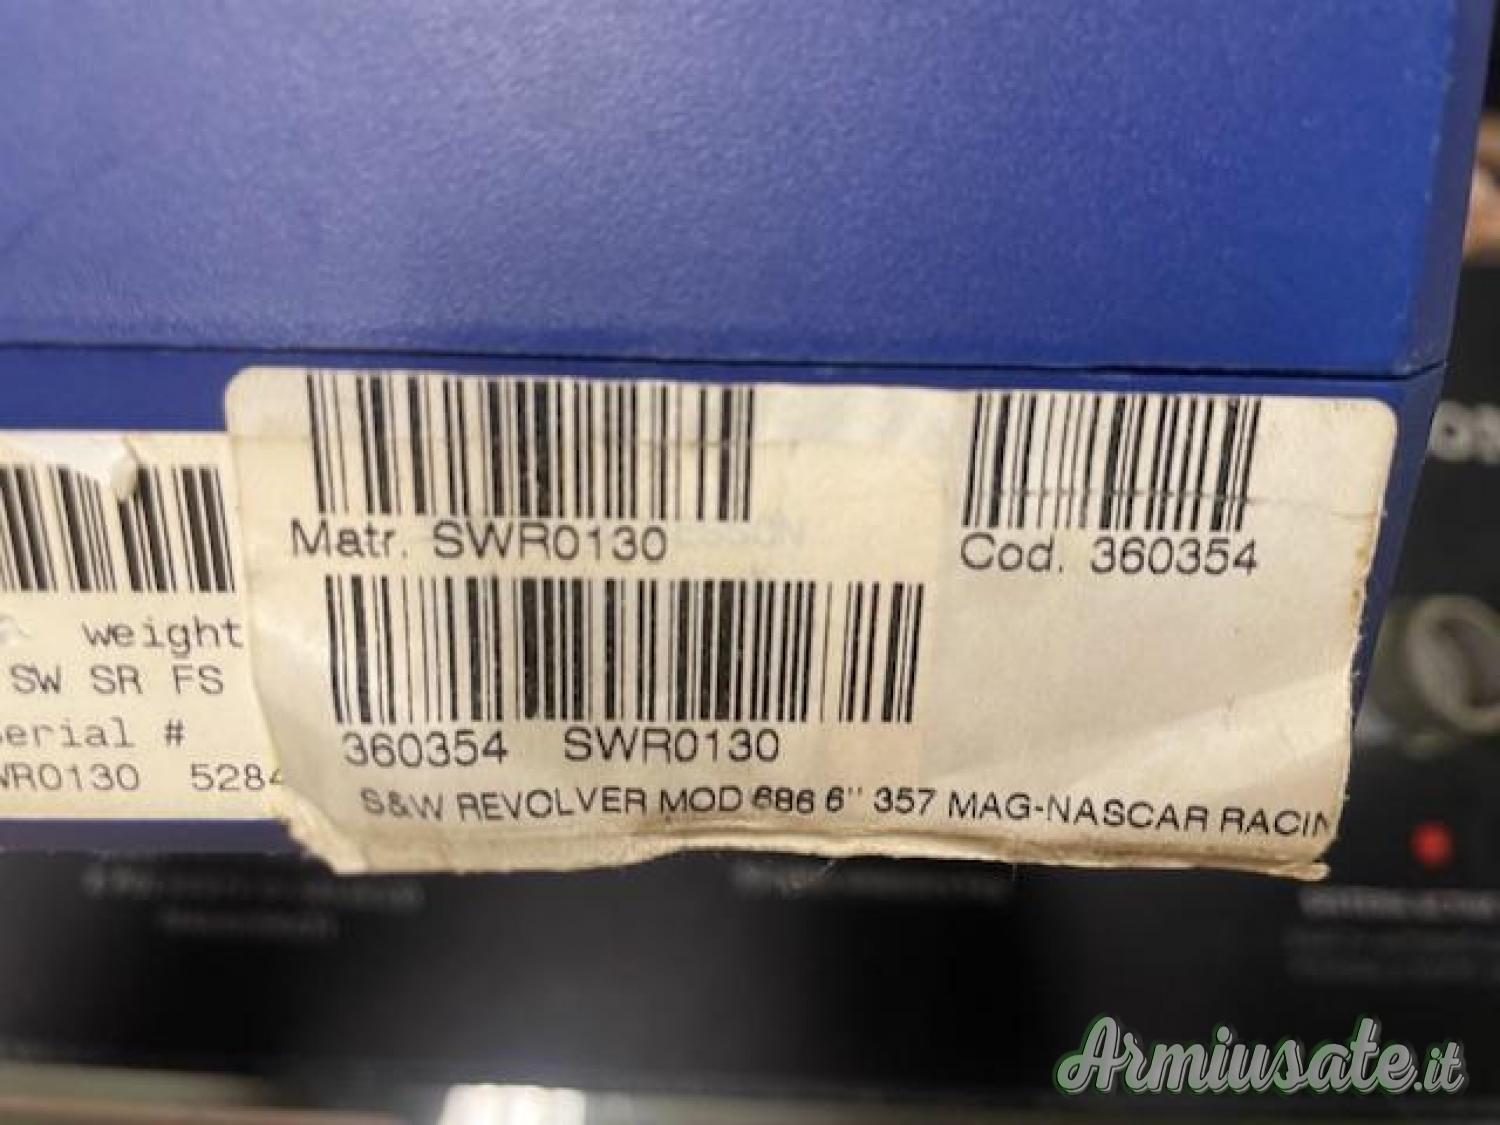 Matr. SWR0130
Cod. 360354
360354 SWR0130
S&W REVOLVER MOD 686 6" 357 MAG-NASCAR RACIN
weight
SW SR FS
erial #
WR0130 5284
Armiusate.it